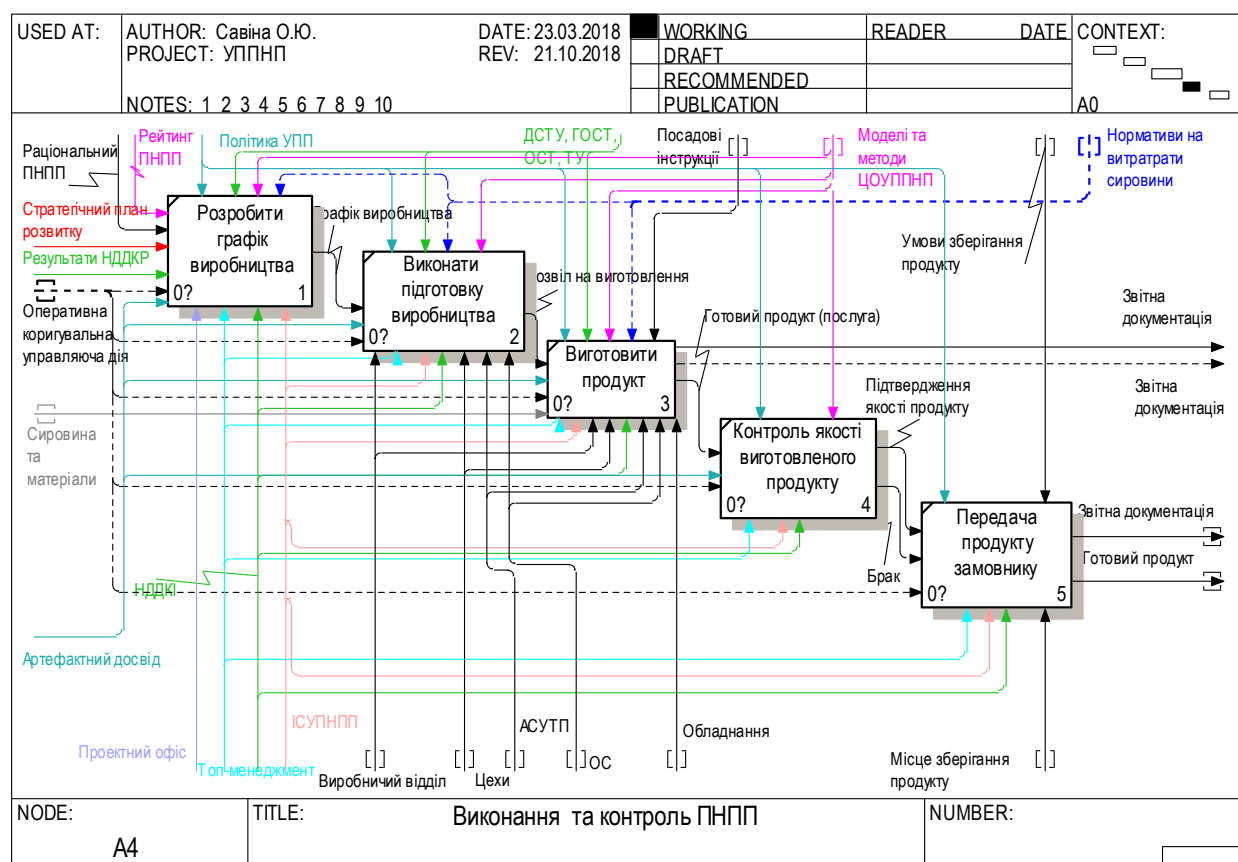 USED AT:
AUTHOR: Савіна О.Ю.
DATE: 23.03.2018
PROJECT: УППНП
REV: 21.10.2018
NOTES: 1 2 3 4 5 6 7 8 9 10
WORKING
DRAFT
RECOMMENDED
PUBLICATION
READER
DATE
CONTEXT:
A0
Раціональний
ПНПП
Рейтинг
ПНПП
Політика УПП
ДСТУ, ГОСТ,
ОСТ, ТУ
Посадові
інструкції
Моделі та
методи
ЦОУППНП
Нормативи на
витратрати
сировини
Стратегічний план
розвитку
Результати НДДКР
Оперативна
коригувальна
управляюча дія
Сировина
та
матеріали
Розробити
графік
виробництва
0?
1
рафік виробництва
Виконати
підготовку
виробництва
0?
2
озвіл на виготовлення
Виготовити
продукт
0?
3
Готовий продукт (послуга)
Умови зберігання
продукту
Звітна
документація
Звітна
документація
Контроль якості
виготовленого
продукту
0?
4
Підтвердження
якості продукту
Брак
Передача
продукту
замовнику
0?
5
Звітна документація
Готовий продукт
НДДКІ
Артефактний досвід
Проектний офіс
Топ-менеджмент
ІСУПНПП
Виробничий відділ
Цехи
АСУТП
ОС
Обладнання
Місце зберігання
продукту
NODE:
A4
TITLE:
Виконання та контроль ПНПП
NUMBER: